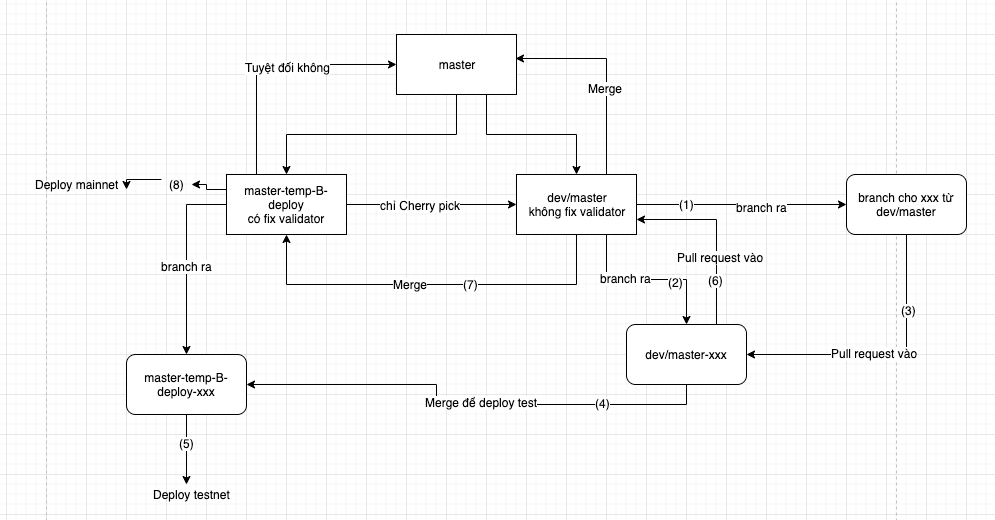 master
Tuyệt đối không
Merge
Deploy mainnet
(8)
master-temp-B-
deploy
có fix validator
chỉ Cherry pick
dev/master
không fix validator
(1)
branch ra
branch cho xxx từ
dev/master
branch ra
Merge
(7)
branch ra
(2)
Pull request vào
(6)
(3)
dev/master-xxx
Pull request vào
master-temp-B-
deploy-xxx
Merge để deploy test
(4)
(5)
Deploy testnet